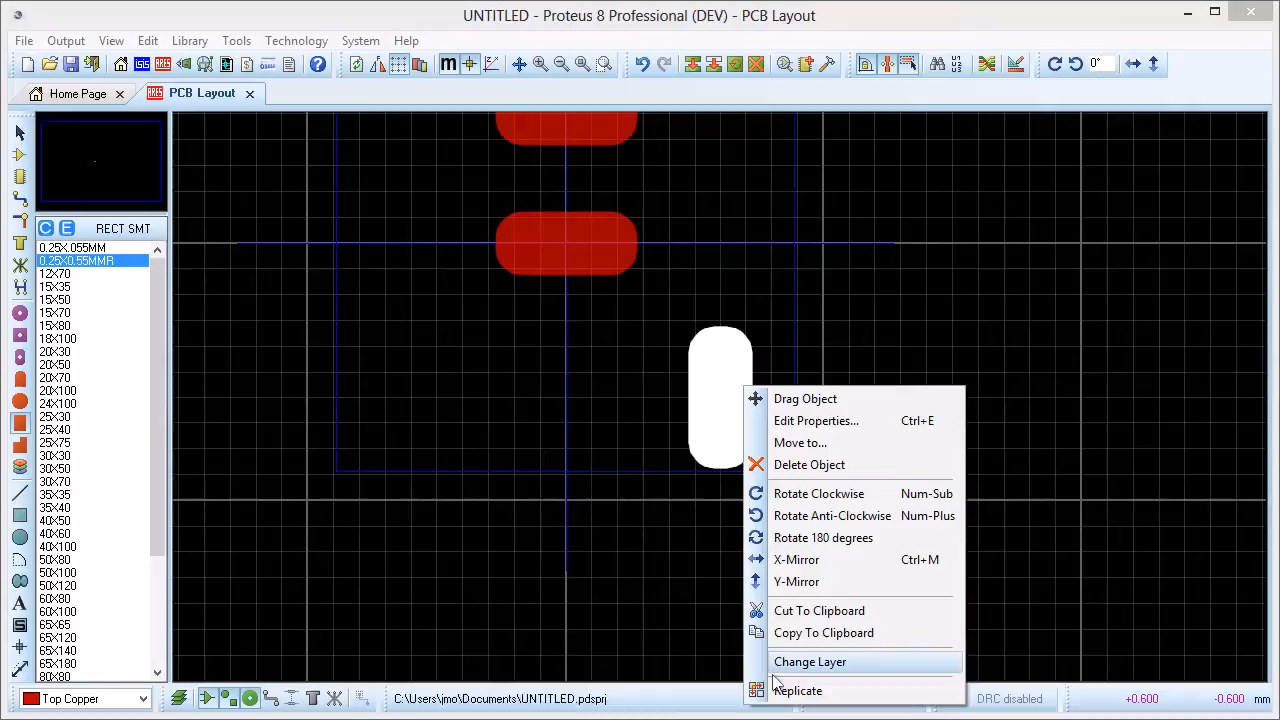 UNTITLED - Proteus 8 Professional (DEV) - PCB Layout
File Output View Edit Library Tools Technology System Help
0°
Home Page
PCB Layout
C E RECT SMT
0.25X.055MM
0.25X0.55MMR
12X70
15X35
15X50
15X70
15X80
18X100
20X30
20X50
20X70
20X100
24X100
25X30
25X40
25X75
30X30
30X50
30X70
35X35
35X40
40X50
40X60
40X100
50X80
50X100
50X120
60X80
60X100
65X65
65X120
65X140
65X180
80X80
Drag Object
Edit Properties... Ctrl+E
Move to...
Delete Object
Rotate Clockwise Num-Sub
Rotate Anti-Clockwise Num-Plus
Rotate 180 degrees
X-Mirror Ctrl+M
Y-Mirror
Cut To Clipboard
Copy To Clipboard
Change Layer
Replicate
Top Copper
C:\Users\imo\Documents\UNTITLED.pdsprj
DRC disabled
+0.600
-0.600
mm